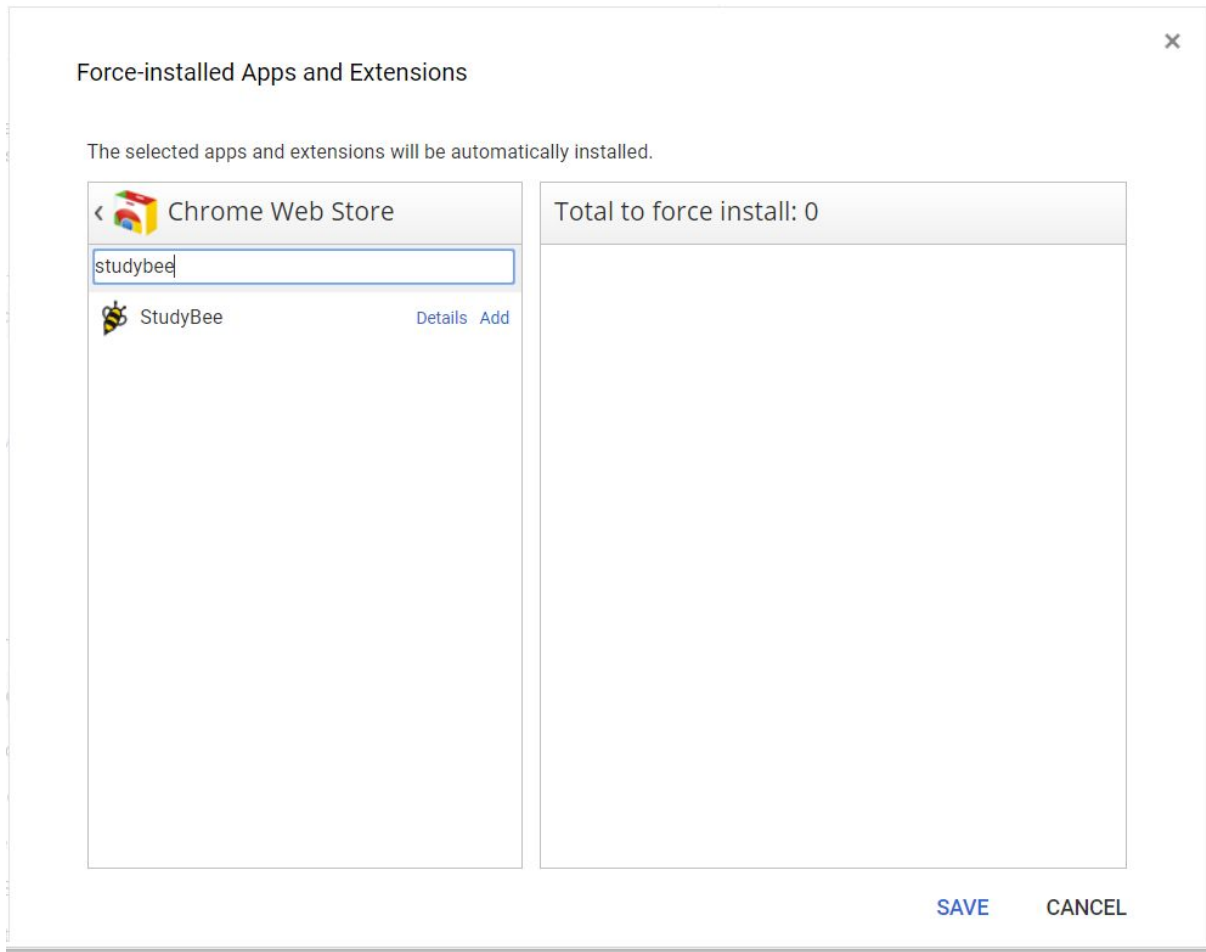 ×
Force-installed Apps and Extensions
The selected apps and extensions will be automatically installed.
‹ Chrome Web Store
Total to force install: 0
studybee
StudyBee Details Add
SAVE CANCEL